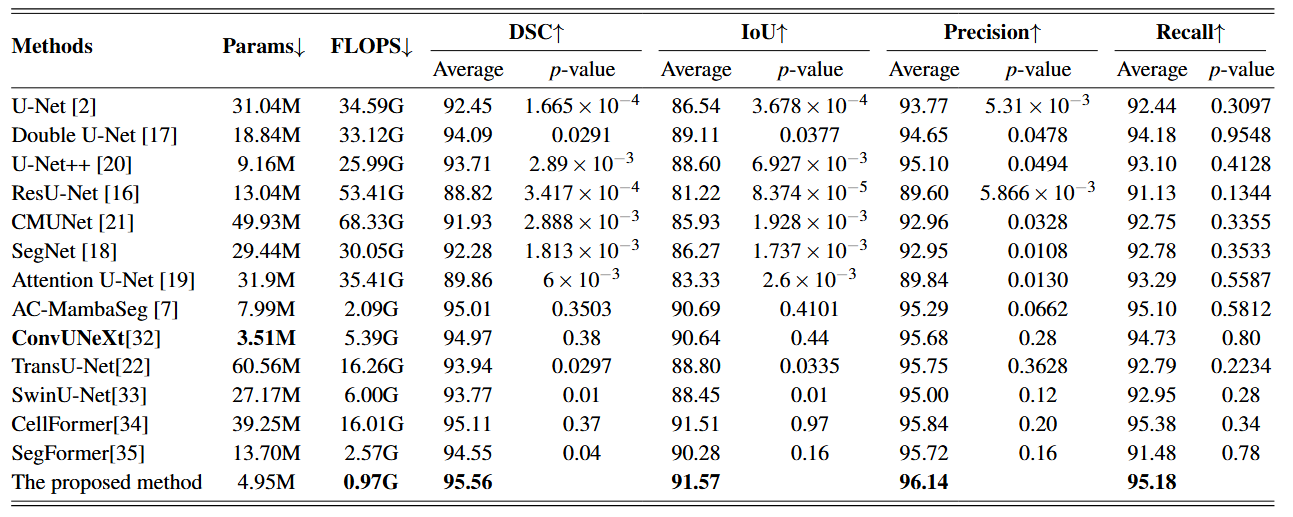 Methods Params↓ FLOPS↓ DSC↑ IoU↑ Precision↑ Recall↑
Average p-value Average p-value Average p-value Average p-value
U-Net [2] 31.04M 34.59G 92.45 1.665 × 10⁻⁴ 86.54 3.678 × 10⁻⁴ 93.77 5.31 × 10⁻³ 92.44 0.3097
Double U-Net [17] 18.84M 33.12G 94.09 0.0291 89.11 0.0377 94.65 0.0478 94.18 0.9548
U-Net++ [20] 9.16M 25.99G 93.71 2.89 × 10⁻³ 88.60 6.927 × 10⁻³ 95.10 0.0494 93.10 0.4128
ResU-Net [16] 13.04M 53.41G 88.82 3.417 × 10⁻⁴ 81.22 8.374 × 10⁻⁵ 89.60 5.866 × 10⁻³ 91.13 0.1344
CMUNet [21] 49.93M 68.33G 91.93 2.888 × 10⁻³ 85.93 1.928 × 10⁻³ 92.96 0.0328 92.75 0.3355
SegNet [18] 29.44M 30.05G 92.28 1.813 × 10⁻³ 86.27 1.737 × 10⁻³ 92.95 0.0108 92.78 0.3533
Attention U-Net [19] 31.9M 35.41G 89.86 6 × 10⁻³ 83.33 2.6 × 10⁻³ 89.84 0.0130 93.29 0.5587
AC-MambaSeg [7] 7.99M 2.09G 95.01 0.3503 90.69 0.4101 95.29 0.0662 95.10 0.5812
ConvUNeXt[32] 3.51M 5.39G 94.97 0.38 90.64 0.44 95.68 0.28 94.73 0.80
TransU-Net[22] 60.56M 16.26G 93.94 0.0297 88.80 0.0335 95.75 0.3628 92.79 0.2234
SwinU-Net[33] 27.17M 6.00G 93.77 0.01 88.45 0.01 95.00 0.12 92.95 0.28
CellFormer[34] 39.25M 16.01G 95.11 0.37 91.51 0.97 95.84 0.20 95.38 0.34
SegFormer[35] 13.70M 2.57G 94.55 0.04 90.28 0.16 95.72 0.16 91.48 0.78
The proposed method 4.95M 0.97G 95.56 91.57 96.14 95.18